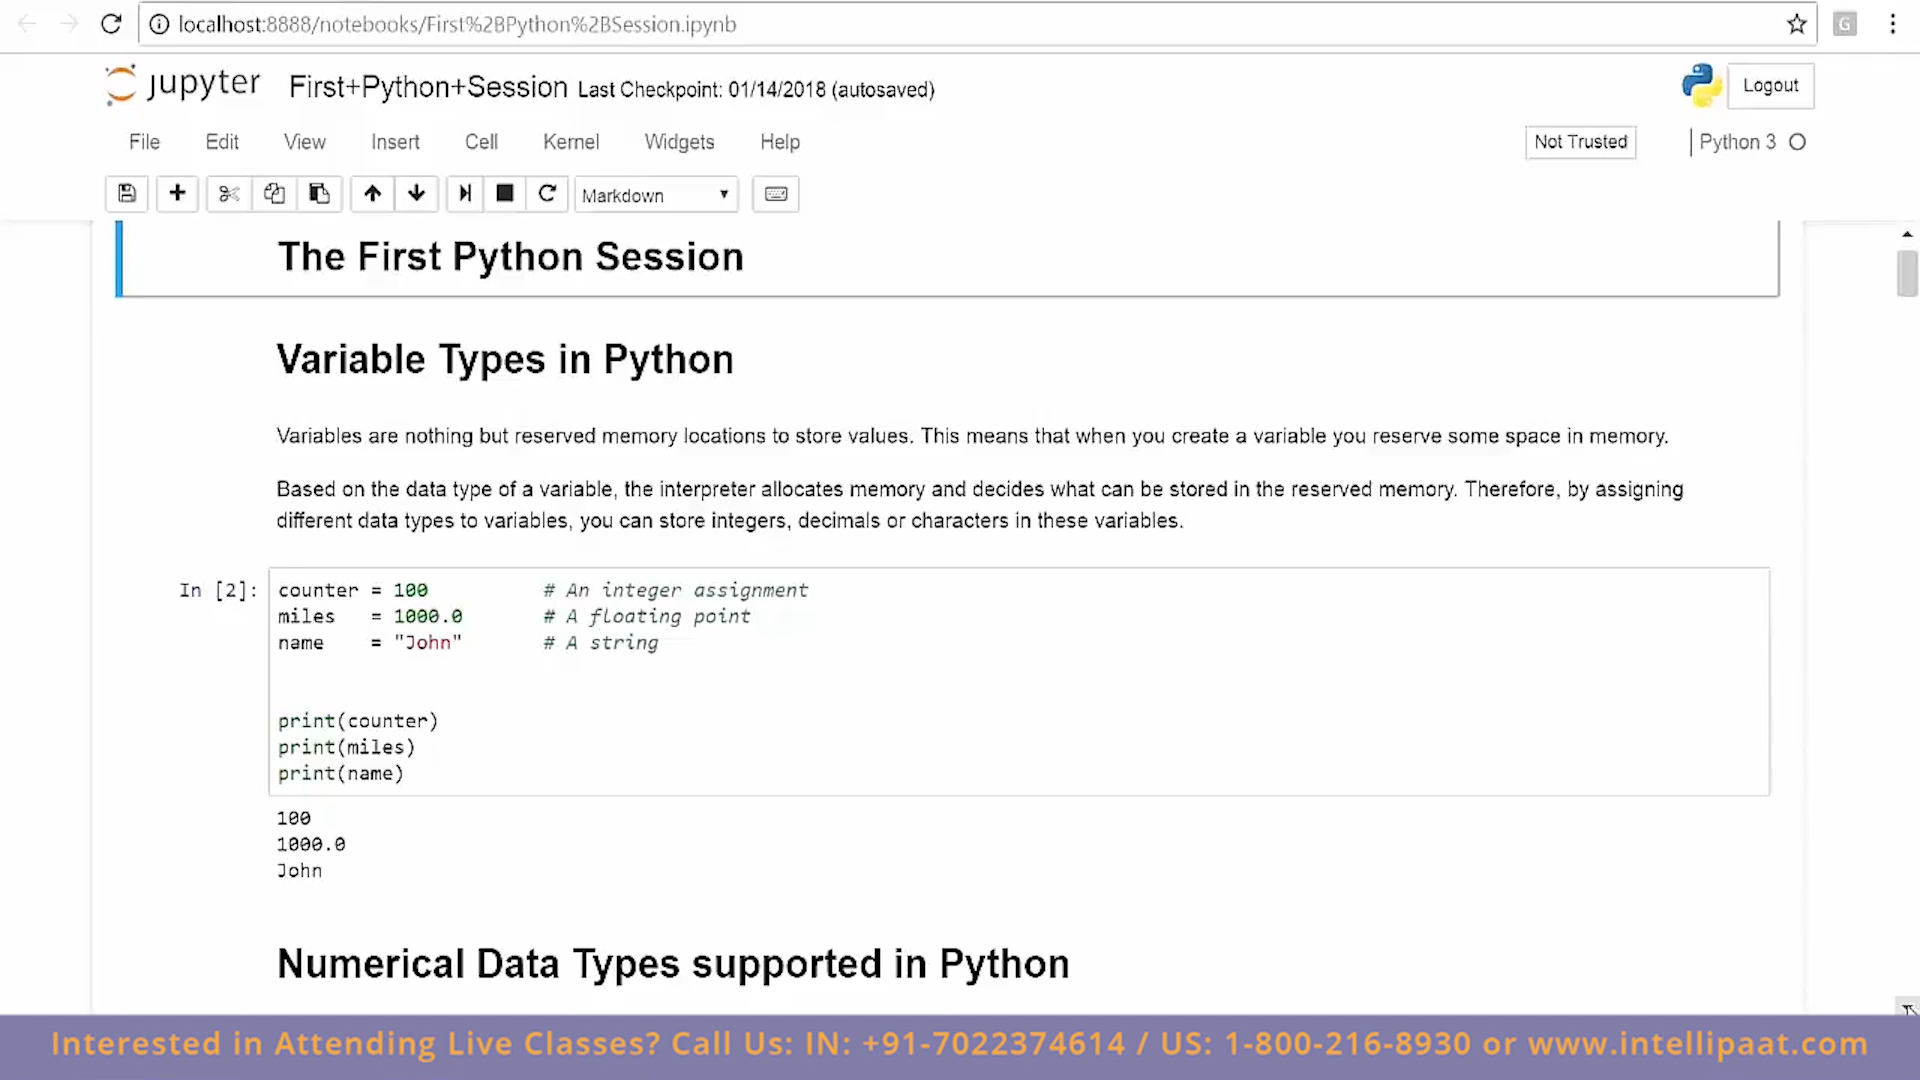 localhost:8888/notebooks/First%2BPython%2BSession.ipynb
G
jupyter First+Python+Session Last Checkpoint: 01/14/2018 (autosaved)
Logout
File Edit View Insert Cell Kernel Widgets Help
Not Trusted
Python 3
Markdown
The First Python Session
Variable Types in Python
Variables are nothing but reserved memory locations to store values. This means that when you create a variable you reserve some space in memory.
Based on the data type of a variable, the interpreter allocates memory and decides what can be stored in the reserved memory. Therefore, by assigning
different data types to variables, you can store integers, decimals or characters in these variables.
In [2]:
counter = 100 # An integer assignment
miles = 1000.0 # A floating point
name = "John" # A string
print(counter)
print(miles)
print(name)
100
1000.0
John
Numerical Data Types supported in Python
Interested in Attending Live Classes? Call Us: IN: +91-7022374614 / US: 1-800-216-8930 or www.intellipaat.com